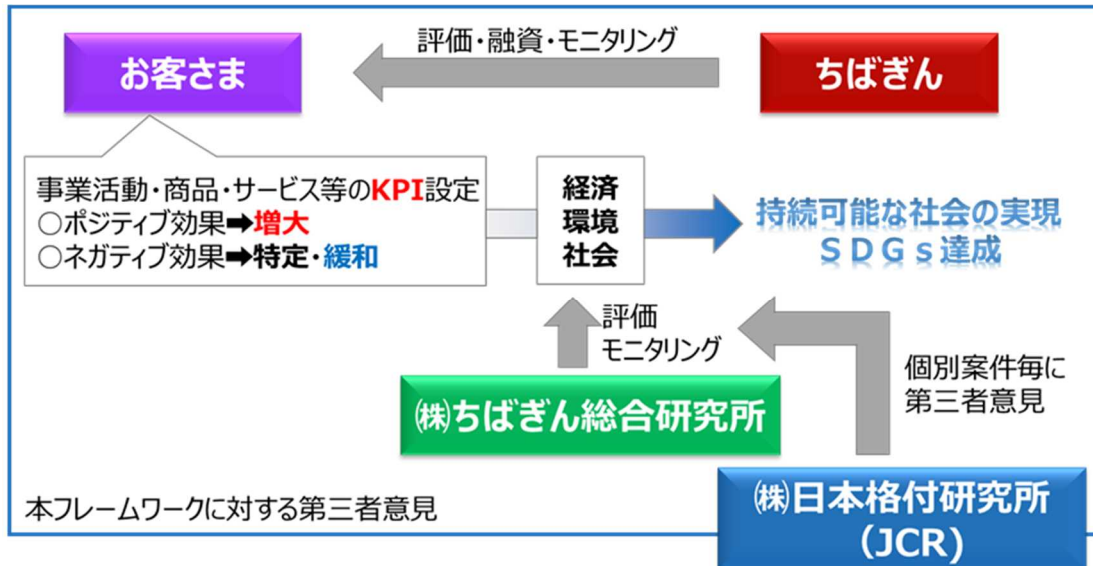 評価・融資・モニタリング
お客さま
ちばぎん
事業活動・商品・サービス等のKPI設定
○ポジティブ効果➡増大
○ネガティブ効果➡特定・緩和
経済
環境
社会
持続可能な社会の実現
ＳＤＧｓ達成
評価
モニタリング
個別案件毎に
第三者意見
㈱ちばぎん総合研究所
本フレームワークに対する第三者意見
㈱日本格付研究所
(JCR)